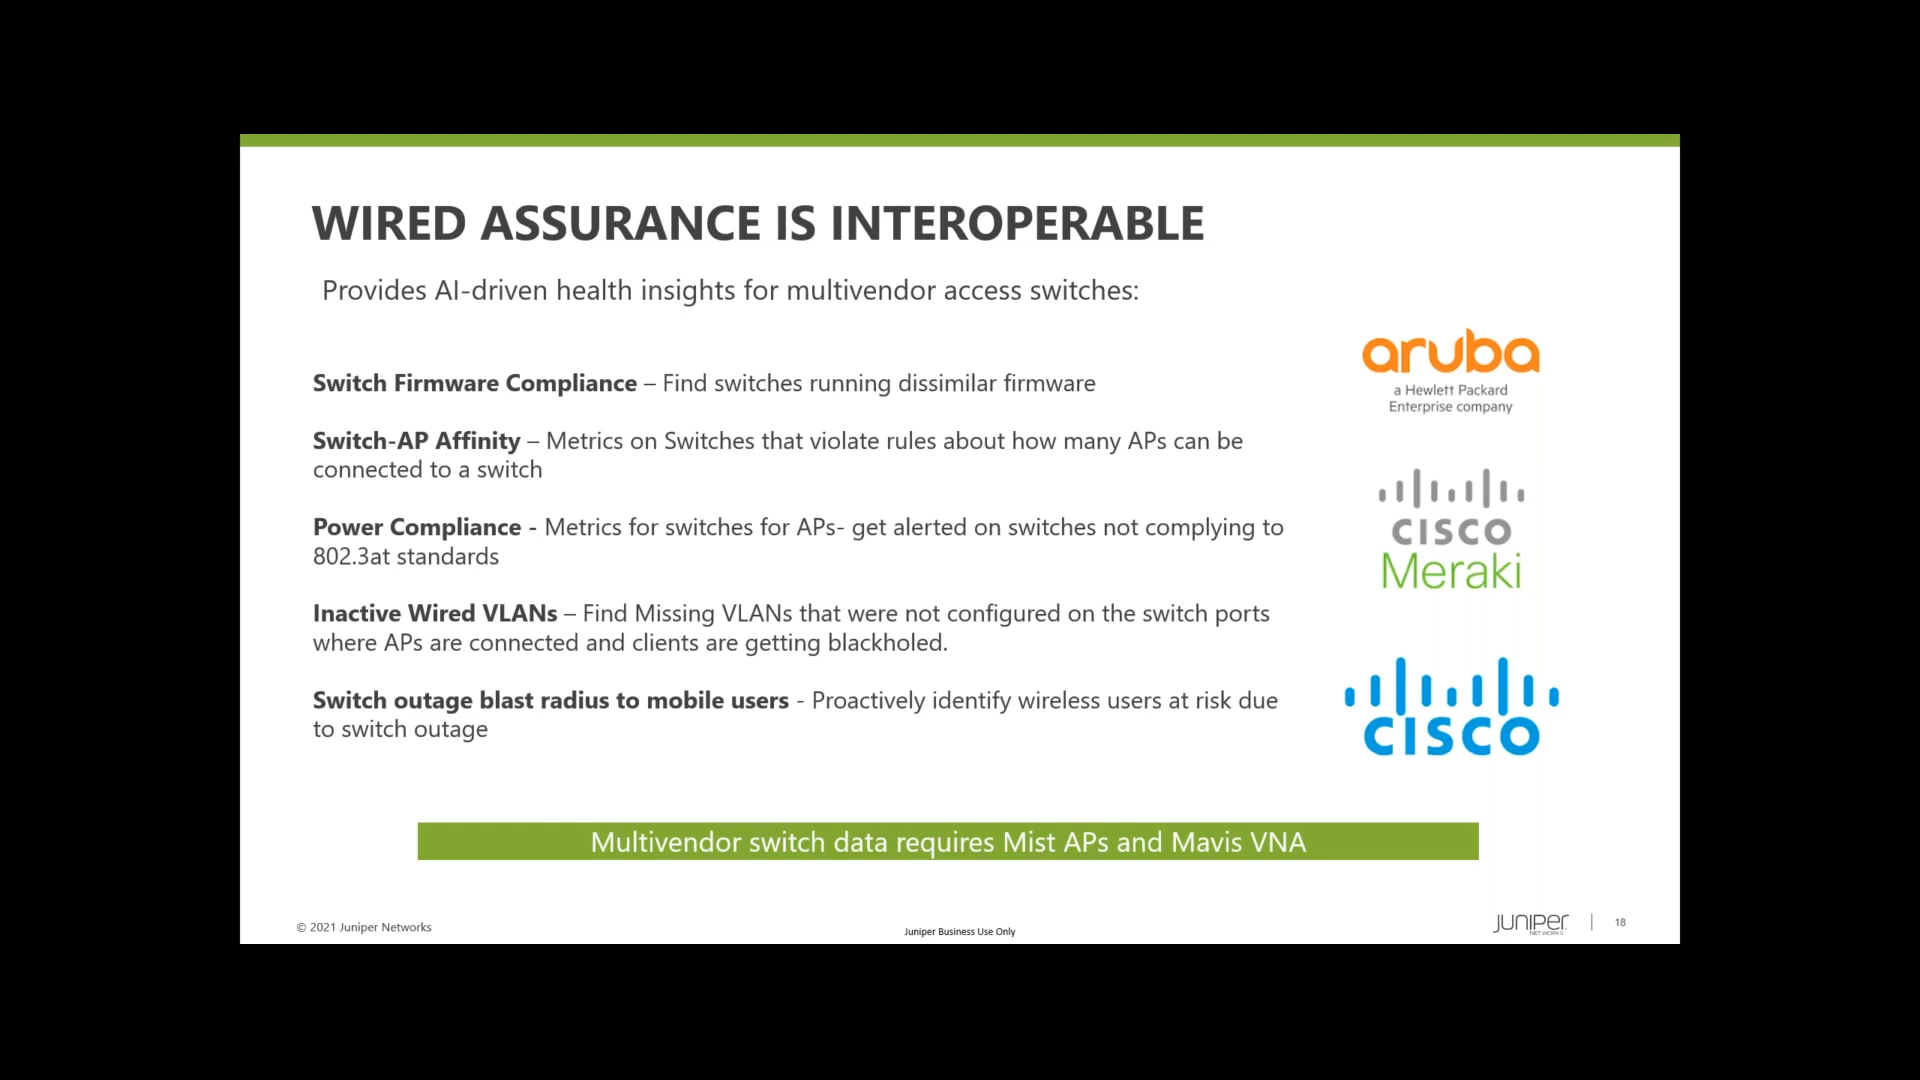 WIRED ASSURANCE IS INTEROPERABLE
Provides AI-driven health insights for multivendor access switches:
Switch Firmware Compliance – Find switches running dissimilar firmware
Switch-AP Affinity – Metrics on Switches that violate rules about how many APs can be
connected to a switch
Power Compliance - Metrics for switches for APs- get alerted on switches not complying to
802.3at standards
Inactive Wired VLANs – Find Missing VLANs that were not configured on the switch ports
where APs are connected and clients are getting blackholed.
Switch outage blast radius to mobile users - Proactively identify wireless users at risk due
to switch outage
aruba
a Hewlett Packard
Enterprise company
cisco
Meraki
cisco
Multivendor switch data requires Mist APs and Mavis VNA
© 2021 Juniper Networks
Juniper Business Use Only
JUNIPer
NETWORKS
18